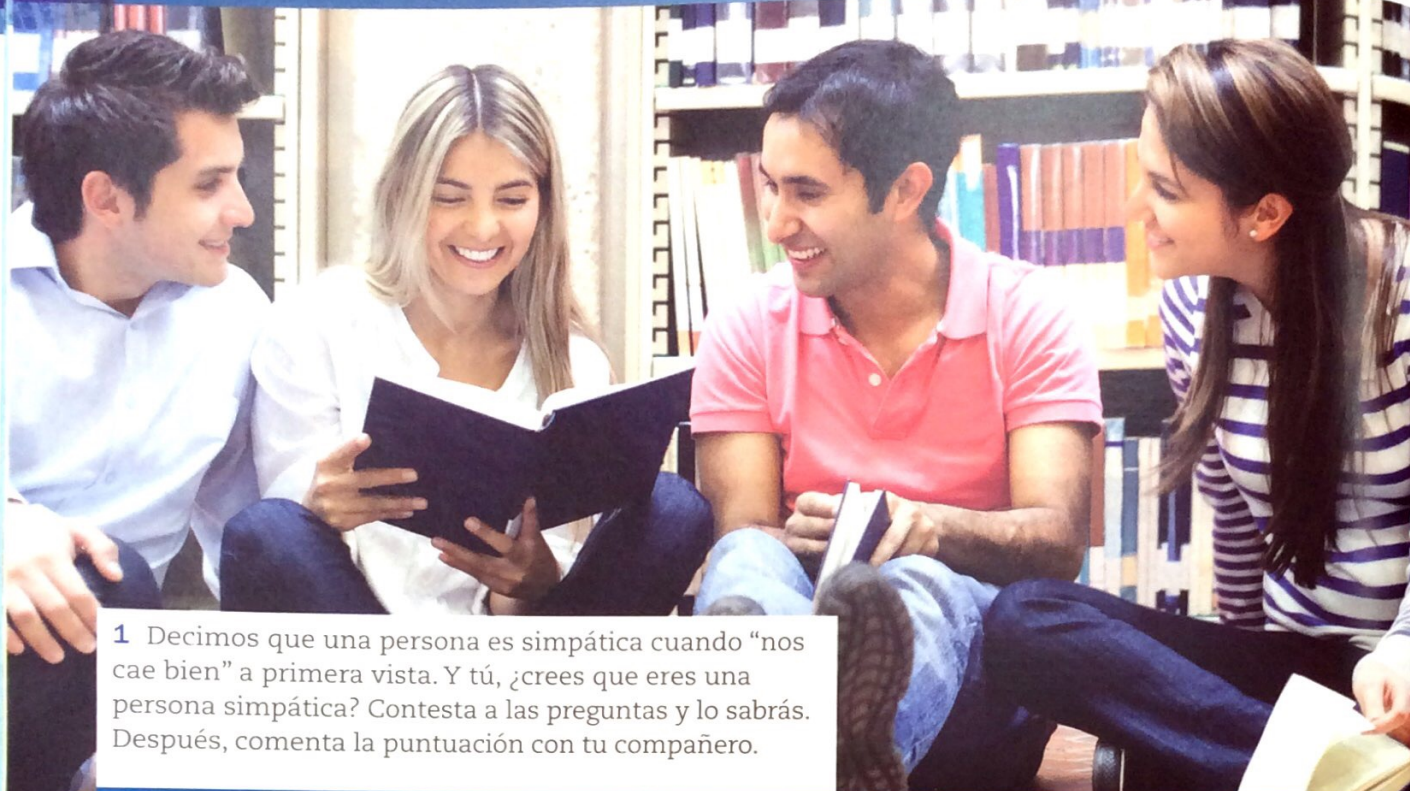 1 Decimos que una persona es simpática cuando “nos
cae bien” a primera vista. Y tú, ¿crees que eres una
persona simpática? Contesta a las preguntas y lo sabrás.
Después, comenta la puntuación con tu compañero.